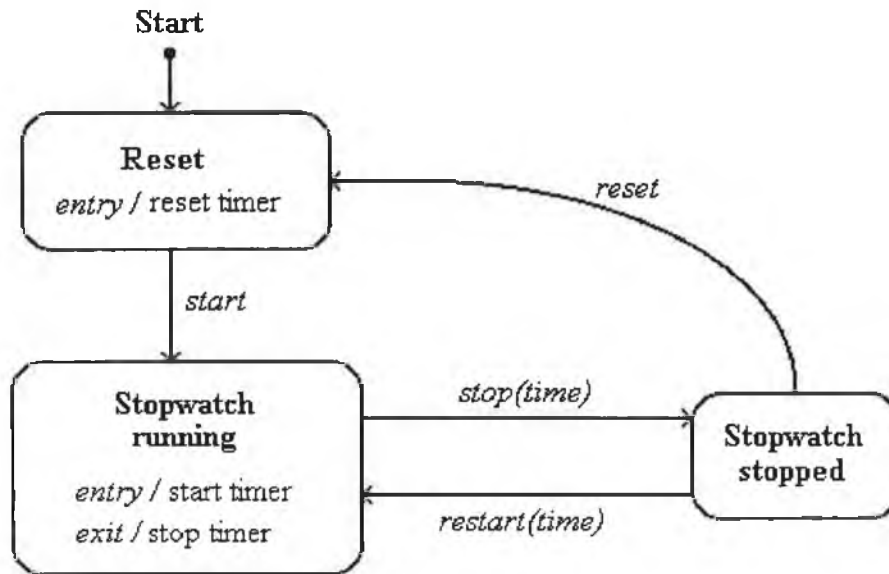 Start
Reset
entry / reset timer
reset
start
Stopwatch
running
entry / start timer
exit / stop timer
stop(time)
restart(time)
Stopwatch
stopped